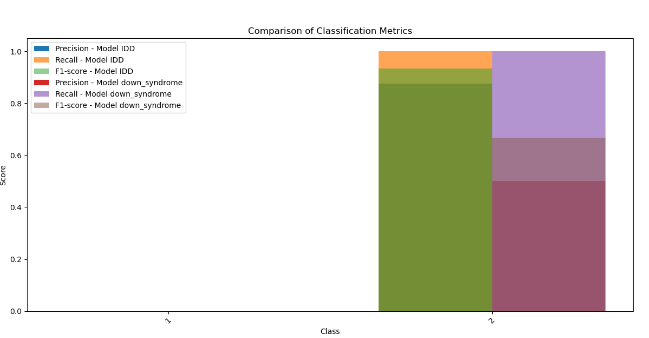 Comparison of Classification Metrics
Precision - Model IDD
Recall - Model IDD
F1-score - Model IDD
Precision - Model down_syndrome
Recall - Model down_syndrome
F1-score - Model down_syndrome
1.0
0.8
0.6
0.4
0.2
0.0
Score
1
2
Class